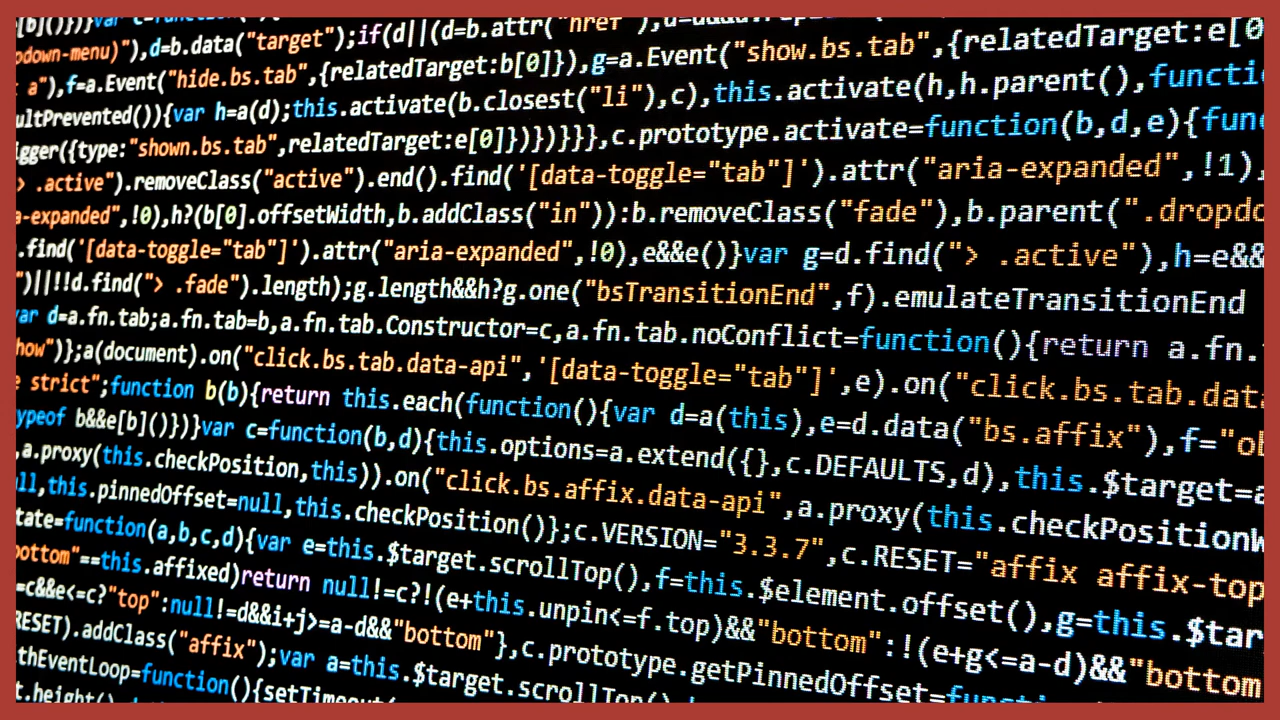 [b]()})}var c=function(
pdown-menu)"),d=b.data("target");if(d||(d=b.attr("href"),d=
a"),f=a.Event("hide.bs.tab",{relatedTarget:b[0]}),g=a.Event("show.bs.tab",{relatedTarget:e[0
ultPrevented()){var h=a(d);this.activate(b.closest("li"),c),this.activate(h,h.parent(),functi
igger({type:"shown.bs.tab",relatedTarget:e[0]})})}}},c.prototype.activate=function(b,d,e){func
> .active").removeClass("active").end().find('[data-toggle="tab"]').attr("aria-expanded",!1),
a-expanded",!0),h?(b[0].offsetWidth,b.addClass("in")):b.removeClass("fade"),b.parent(".dropdo
.find('[data-toggle="tab"]').attr("aria-expanded",!0),e&&e()}var g=d.find("> .active"),h=e&&
")||!!d.find("> .fade").length);g.length&&h?g.one("bsTransitionEnd",f).emulateTransitionEnd
var d=a.fn.tab;a.fn.tab=b,a.fn.tab.Constructor=c,a.fn.tab.noConflict=function(){return a.fn.
how")};a(document).on("click.bs.tab.data-api",'[data-toggle="tab"]',e).on("click.bs.tab.data
e strict";function b(b){return this.each(function(){var d=a(this),e=d.data("bs.affix"),f="ob
ypeof b&&e[b]()})}var c=function(b,d){this.options=a.extend({},c.DEFAULTS,d),this.$target=a
,a.proxy(this.checkPosition,this)).on("click.bs.affix.data-api",a.proxy(this.checkPositionW
ull,this.pinnedOffset=null,this.checkPosition()};c.VERSION="3.3.7",c.RESET="affix affix-top
tate=function(a,b,c,d){var e=this.$target.scrollTop(),f=this.$element.offset(),g=this.$tar
bottom"==this.affixed)return null!=c?!(e+this.unpin<=f.top)&&"bottom":!(e+g<=a-d)&&"bottom
=c&&e<=c?"top":null!=d&&i+j>=a-d&&"bottom"},c.prototype.getPinnedOffset=functi
RESET).addClass("affix");var a=this.$target.scrollTop()
thEventLoop=function(){setTimeout(
t.height()